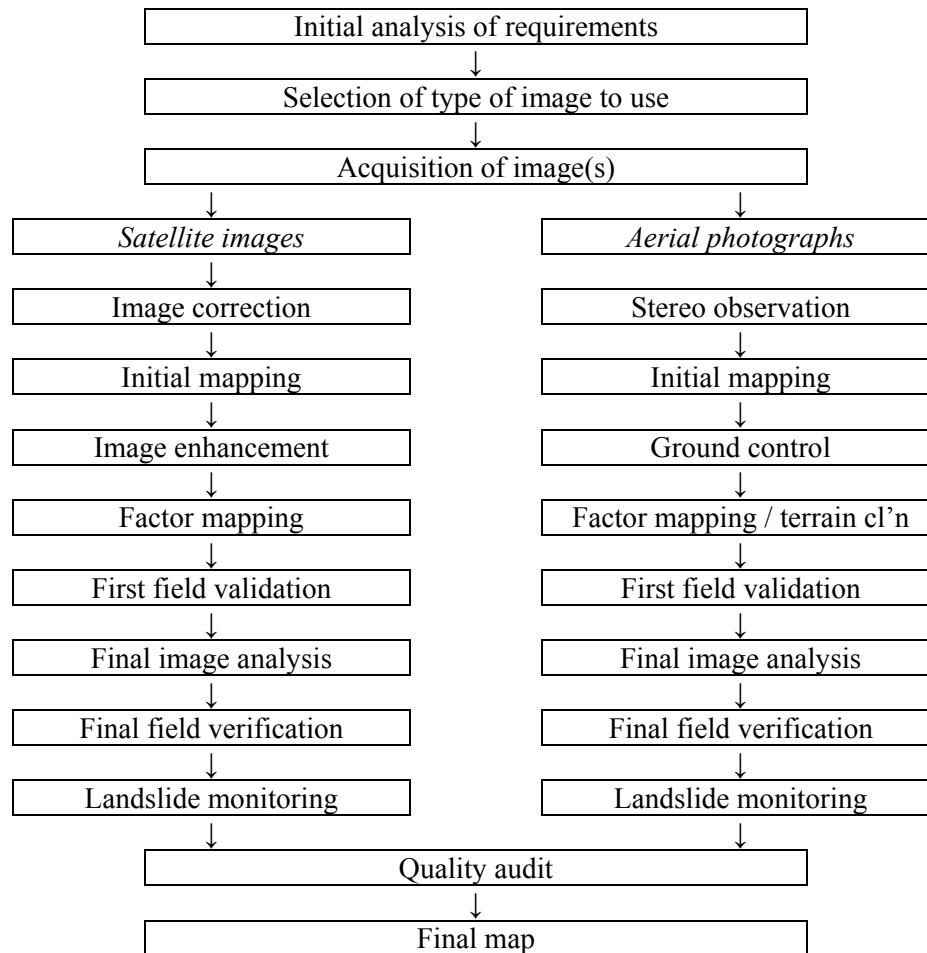 Initial analysis of requirements
↓
Selection of type of image to use
↓
Acquisition of image(s)
↓ ↓
Satellite images
Aerial photographs
↓
Image correction
Stereo observation
↓ ↓
Initial mapping
Initial mapping
↓ ↓
Image enhancement
Ground control
↓ ↓
Factor mapping
Factor mapping / terrain cl’n
↓ ↓
First field validation
First field validation
↓ ↓
Final image analysis
Final image analysis
↓ ↓
Final field verification
Final field verification
↓ ↓
Landslide monitoring
Landslide monitoring
↓ ↓
Quality audit
↓
Final map